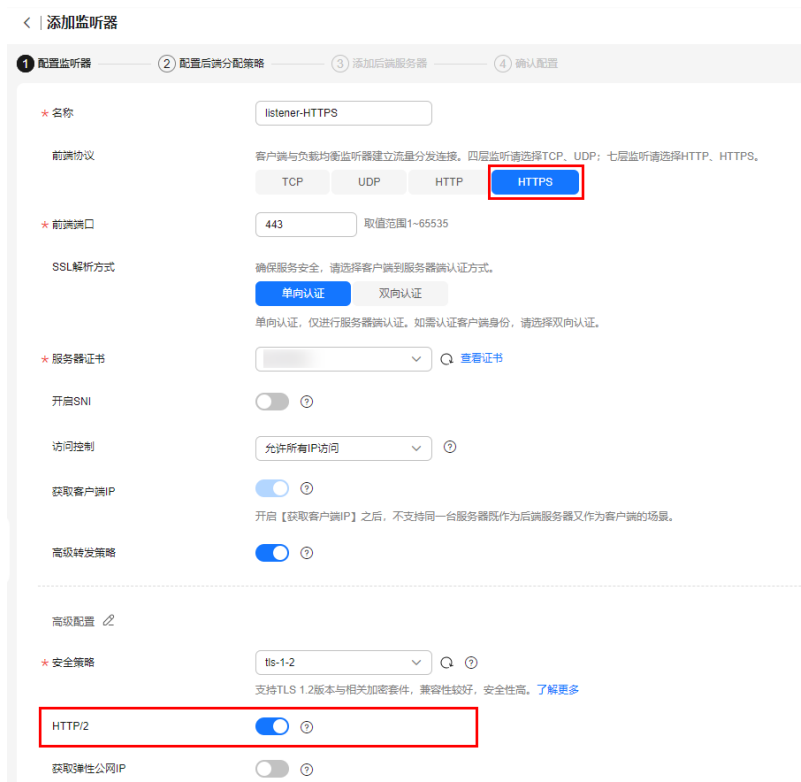 添加监听器
1 配置监听器 2 配置后端分配策略 3 添加后端服务器 4 确认配置
* 名称 listener-HTTPS
前端协议 客户端与负载均衡监听器建立流量分发连接。四层监听请选择TCP、UDP；七层监听请选择HTTP、HTTPS。
TCP UDP HTTP HTTPS
* 前端端口 443 取值范围1~65535
SSL解析方式 确保服务安全，请选择客户端到服务器端认证方式。
单向认证 双向认证
单向认证，仅进行服务器端认证。如需认证客户端身份，请选择双向认证。
* 服务器证书 查看证书
开启SNI
访问控制 允许所有IP访问
获取客户端IP
开启【获取客户端IP】之后，不支持同一台服务器既作为后端服务器又作为客户端的场景。
高级转发策略
高级配置
* 安全策略 tls-1-2
支持TLS 1.2版本与相关加密套件，兼容性较好，安全性高。了解更多
HTTP/2
获取弹性公网IP